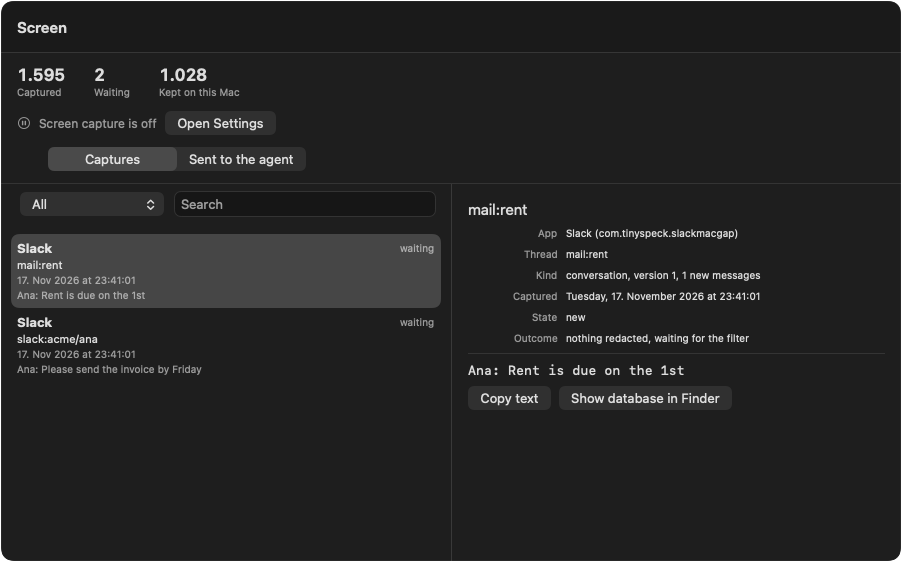 Screen
1.595 2 1.028
Captured Waiting Kept on this Mac
Screen capture is off Open Settings
Captures Sent to the agent
All Search
Slack waiting
mail:rent
17. Nov 2026 at 23:41:01
Ana: Rent is due on the 1st
Slack waiting
slack:acme/ana
17. Nov 2026 at 23:41:01
Ana: Please send the invoice by Friday
mail:rent
App Slack (com.tinyspeck.slackmacgap)
Thread mail:rent
Kind conversation, version 1, 1 new messages
Captured Tuesday, 17. November 2026 at 23:41:01
State new
Outcome nothing redacted, waiting for the filter
Ana: Rent is due on the 1st
Copy text Show database in Finder